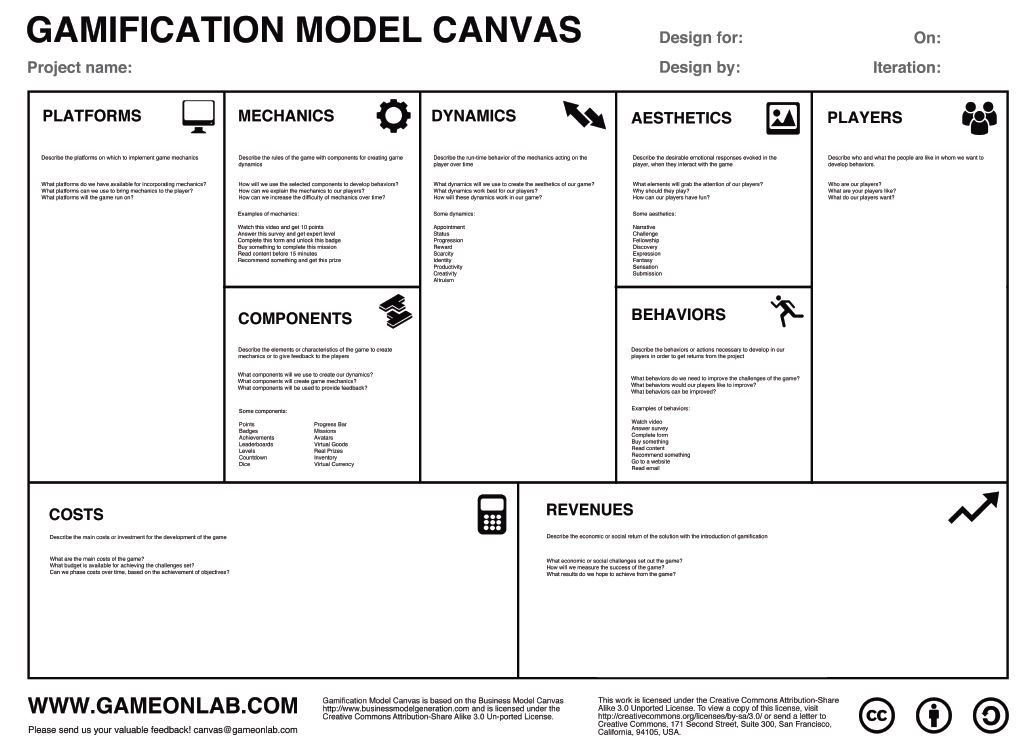 GAMIFICATION MODEL CANVAS
Project name:
Design for:
On:
Design by:
Iteration:
PLATFORMS
Describe the platforms on which to implement game mechanics
What platforms do we have available for incorporating mechanics?
What platforms can we use to bring mechanics to the player?
What platforms will the game run on?
MECHANICS
Describe the rules of the game with components for creating game
dynamics
How will we use the selected components to develop behaviors?
How can we explain the mechanics to our players?
How can we increase the difficulty of mechanics over time?
Examples of mechanics:
Watch this video and get 10 points
Answer this survey and get expert level
Complete this form and unlock this badge
Buy something to complete this mission
Read content before 15 minutes
Recommend something and get this prize
COMPONENTS
Describe the elements or characteristics of the game to create
mechanics or to give feedback to the players
What components will we use to create our dynamics?
What components will create game mechanics?
What components will be used to provide feedback?
Some components:
Points
Badges
Achievements
Leaderboards
Levels
Countdown
Dice
Progress Bar
Missions
Avatars
Virtual Goods
Real Prizes
Inventory
Virtual Currency
DYNAMICS
Describe the run-time behavior of the mechanics acting on the
player over time
What dynamics will we use to create the aesthetics of our game?
What dynamics work best for our players?
How will these dynamics work in our game?
Some dynamics:
Appointment
Status
Progression
Reward
Scarcity
Identity
Productivity
Creativity
Altruism
AESTHETICS
Describe the desirable emotional responses evoked in the
player, when they interact with the game
What elements will grab the attention of our players?
Why should they play?
How can our players have fun?
Some aesthetics:
Narrative
Challenge
Fellowship
Discovery
Expression
Fantasy
Sensation
Submission
BEHAVIORS
Describe the behaviors or actions necessary to develop in our
players in order to get returns from the project
What behaviors do we need to improve the challenges of the game?
What behaviors would our players like to improve?
What behaviors can be improved?
Examples of behaviors:
Watch video
Answer survey
Complete form
Buy something
Read content
Recommend something
Go to a website
Read email
PLAYERS
Describe who and what the people are like in whom we want to
develop behaviors.
Who are our players?
What are your players like?
What do our players want?
COSTS
Describe the main costs or investment for the development of the game
What are the main costs of the game?
What budget is available for achieving the challenges set?
Can we phase costs over time, based on the achievement of objectives?
REVENUES
Describe the economic or social return of the solution with the introduction of gamification
What economic or social challenges set out the game?
How will we measure the success of the game?
What results do we hope to achieve from the game?
WWW.GAMEONLAB.COM
Please send us your valuable feedback! canvas@gameonlab.com
Gamification Model Canvas is based on the Business Model Canvas
http://www.businessmodelgeneration.com and is licensed under the
Creative Commons Attribution-Share Alike 3.0 Un-ported License.
This work is licensed under the Creative Commons Attribution-Share
Alike 3.0 Unported License. To view a copy of this license, visit
http://creativecommons.org/licenses/by-sa/3.0/ or send a letter to
Creative Commons, 171 Second Street, Suite 300, San Francisco,
California, 94105, USA.
cc